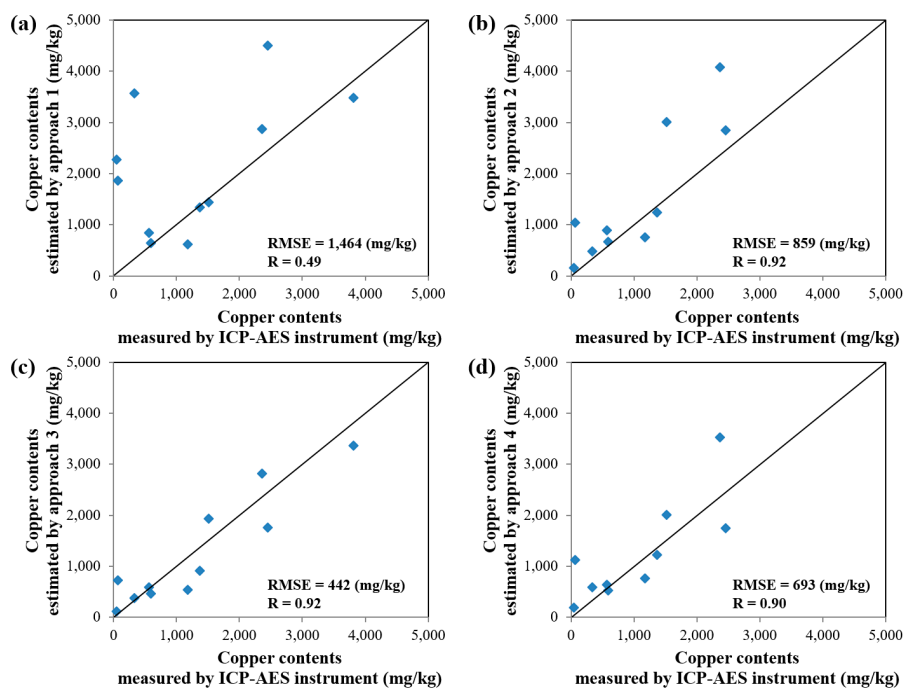 (a)
Copper contents
estimated by approach 1 (mg/kg)
5,000
4,000
3,000
2,000
1,000
0
RMSE = 1,464 (mg/kg)
R = 0.49
0 1,000 2,000 3,000 4,000 5,000
Copper contents
measured by ICP-AES instrument (mg/kg)
(b)
Copper contents
estimated by approach 2 (mg/kg)
5,000
4,000
3,000
2,000
1,000
0
RMSE = 859 (mg/kg)
R = 0.92
0 1,000 2,000 3,000 4,000 5,000
Copper contents
measured by ICP-AES instrument (mg/kg)
(c)
Copper contents
estimated by approach 3 (mg/kg)
5,000
4,000
3,000
2,000
1,000
0
RMSE = 442 (mg/kg)
R = 0.92
0 1,000 2,000 3,000 4,000 5,000
Copper contents
measured by ICP-AES instrument (mg/kg)
(d)
Copper contents
estimated by approach 4 (mg/kg)
5,000
4,000
3,000
2,000
1,000
0
RMSE = 693 (mg/kg)
R = 0.90
0 1,000 2,000 3,000 4,000 5,000
Copper contents
measured by ICP-AES instrument (mg/kg)